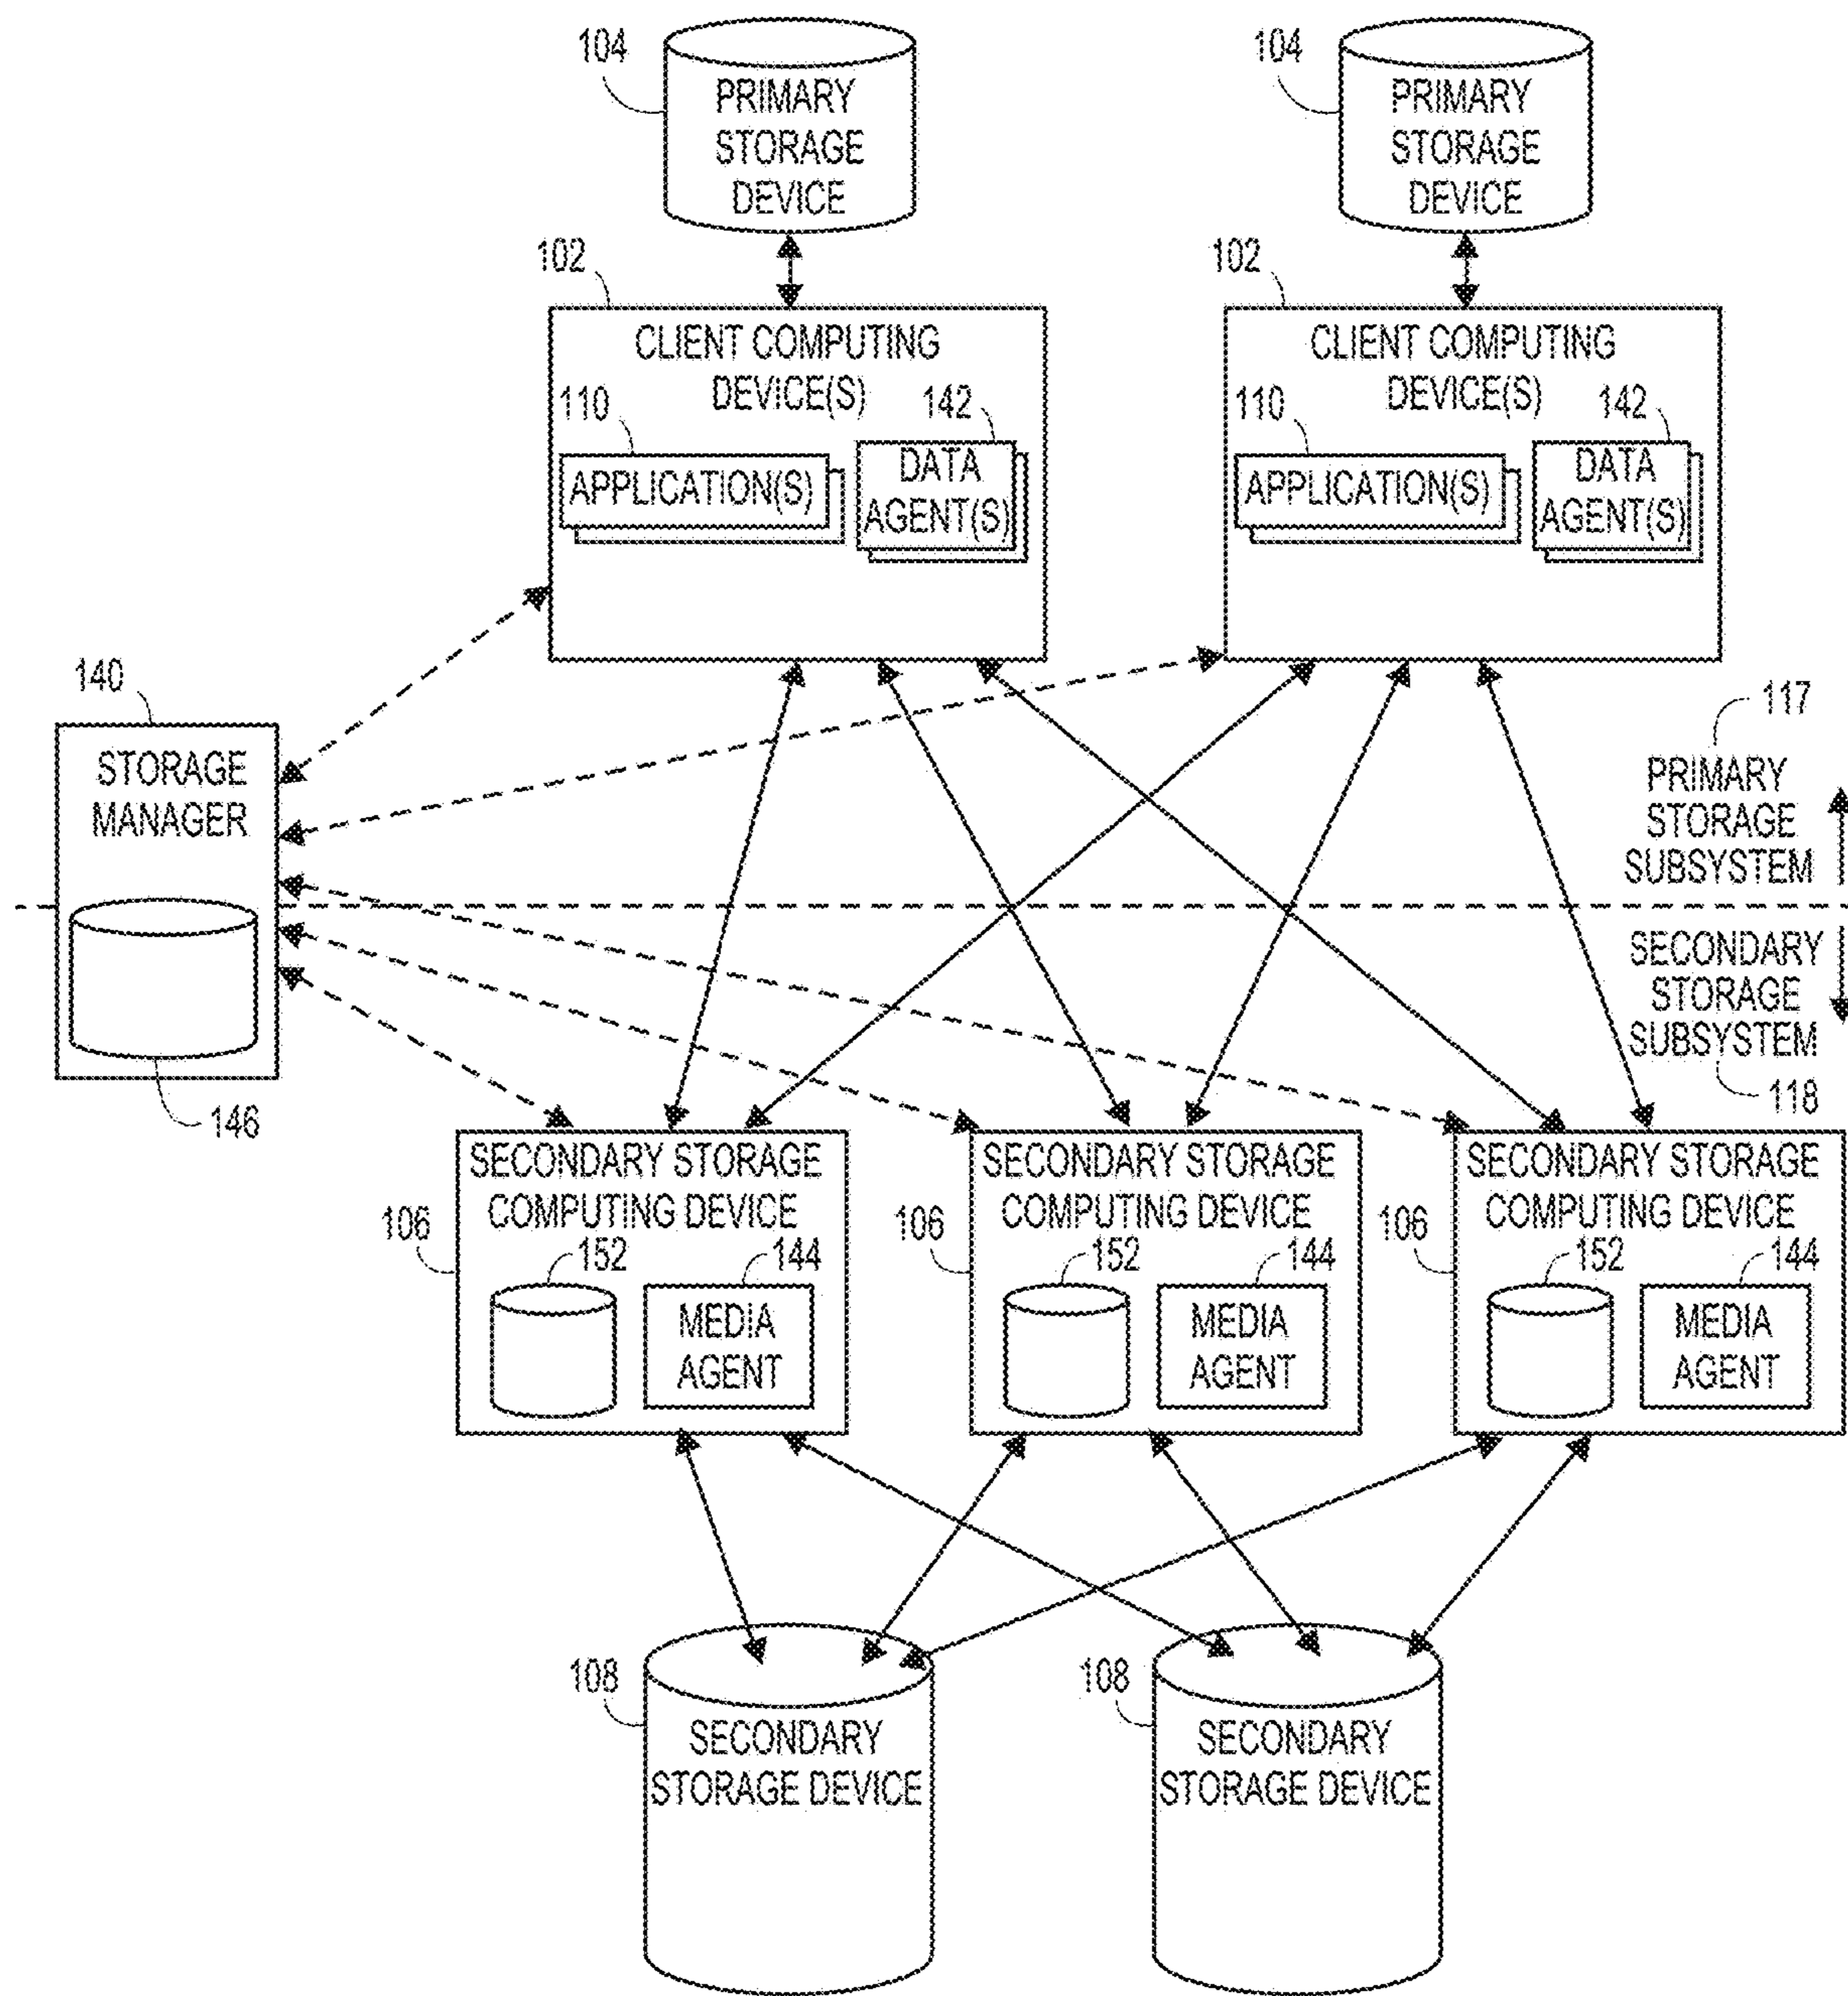 104
PRIMARY
STORAGE
DEVICE
104
PRIMARY
STORAGE
DEVICE
102
CLIENT COMPUTING
DEVICE(S)
110
APPLICATION(S)
142
DATA
AGENT(S)
102
CLIENT COMPUTING
DEVICE(S)
110
APPLICATION(S)
142
DATA
AGENT(S)
140
STORAGE
MANAGER
146
117
PRIMARY
STORAGE
SUBSYSTEM
SECONDARY
STORAGE
SUBSYSTEM
118
SECONDARY STORAGE
COMPUTING DEVICE
106
152
144
MEDIA
AGENT
SECONDARY STORAGE
COMPUTING DEVICE
106
152
144
MEDIA
AGENT
SECONDARY STORAGE
COMPUTING DEVICE
106
152
144
MEDIA
AGENT
108
SECONDARY
STORAGE DEVICE
108
SECONDARY
STORAGE DEVICE